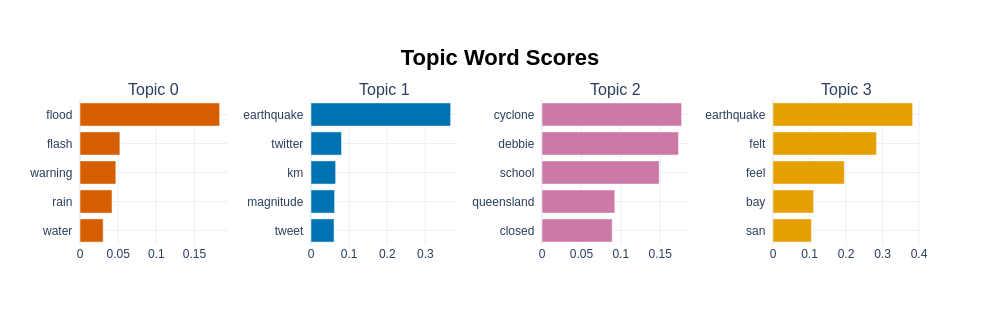 Topic Word Scores
Topic 0
flood
flash
warning
rain
water
0 0.05 0.1 0.15
Topic 1
earthquake
twitter
km
magnitude
tweet
0 0.1 0.2 0.3
Topic 2
cyclone
debbie
school
queensland
closed
0 0.05 0.1 0.15
Topic 3
earthquake
felt
feel
bay
san
0 0.1 0.2 0.3 0.4